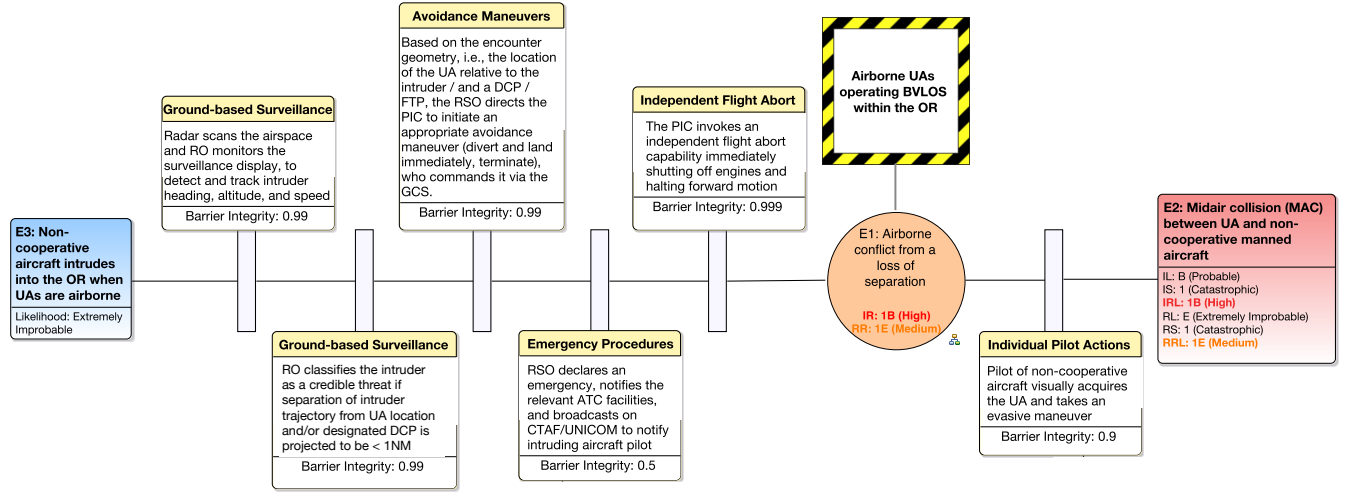 E3: Non-
cooperative
aircraft intrudes
into the OR when
UAs are airborne
Likelihood: Extremely
Improbable
Ground-based Surveillance
Radar scans the airspace
and RO monitors the
surveillance display, to
detect and track intruder
heading, altitude, and speed
Barrier Integrity: 0.99
Ground-based Surveillance
RO classifies the intruder
as a credible threat if
separation of intruder
trajectory from UA location
and/or designated DCP is
projected to be < 1NM
Barrier Integrity: 0.99
Avoidance Maneuvers
Based on the encounter
geometry, i.e., the location
of the UA relative to the
intruder / and a DCP /
FTP, the RSO directs the
PIC to initiate an
appropriate avoidance
maneuver (divert and land
immediately, terminate),
who commands it via the
GCS.
Barrier Integrity: 0.99
Emergency Procedures
RSO declares an
emergency, notifies the
relevant ATC facilities,
and broadcasts on
CTAF/UNICOM to notify
intruding aircraft pilot
Barrier Integrity: 0.5
Independent Flight Abort
The PIC invokes an
independent flight abort
capability immediately
shutting off engines and
halting forward motion
Barrier Integrity: 0.999
Airborne UAs
operating BVLOS
within the OR
E1: Airborne
conflict from a
loss of
separation
IR: 1B (High)
RR: 1E (Medium)
Individual Pilot Actions
Pilot of non-cooperative
aircraft visually acquires
the UA and takes an
evasive maneuver
Barrier Integrity: 0.9
E2: Midair collision (MAC)
between UA and non-
cooperative manned
aircraft
IL: B (Probable)
IS: 1 (Catastrophic)
IRL: 1B (High)
RL: E (Extremely Improbable)
RS: 1 (Catastrophic)
RRL: 1E (Medium)